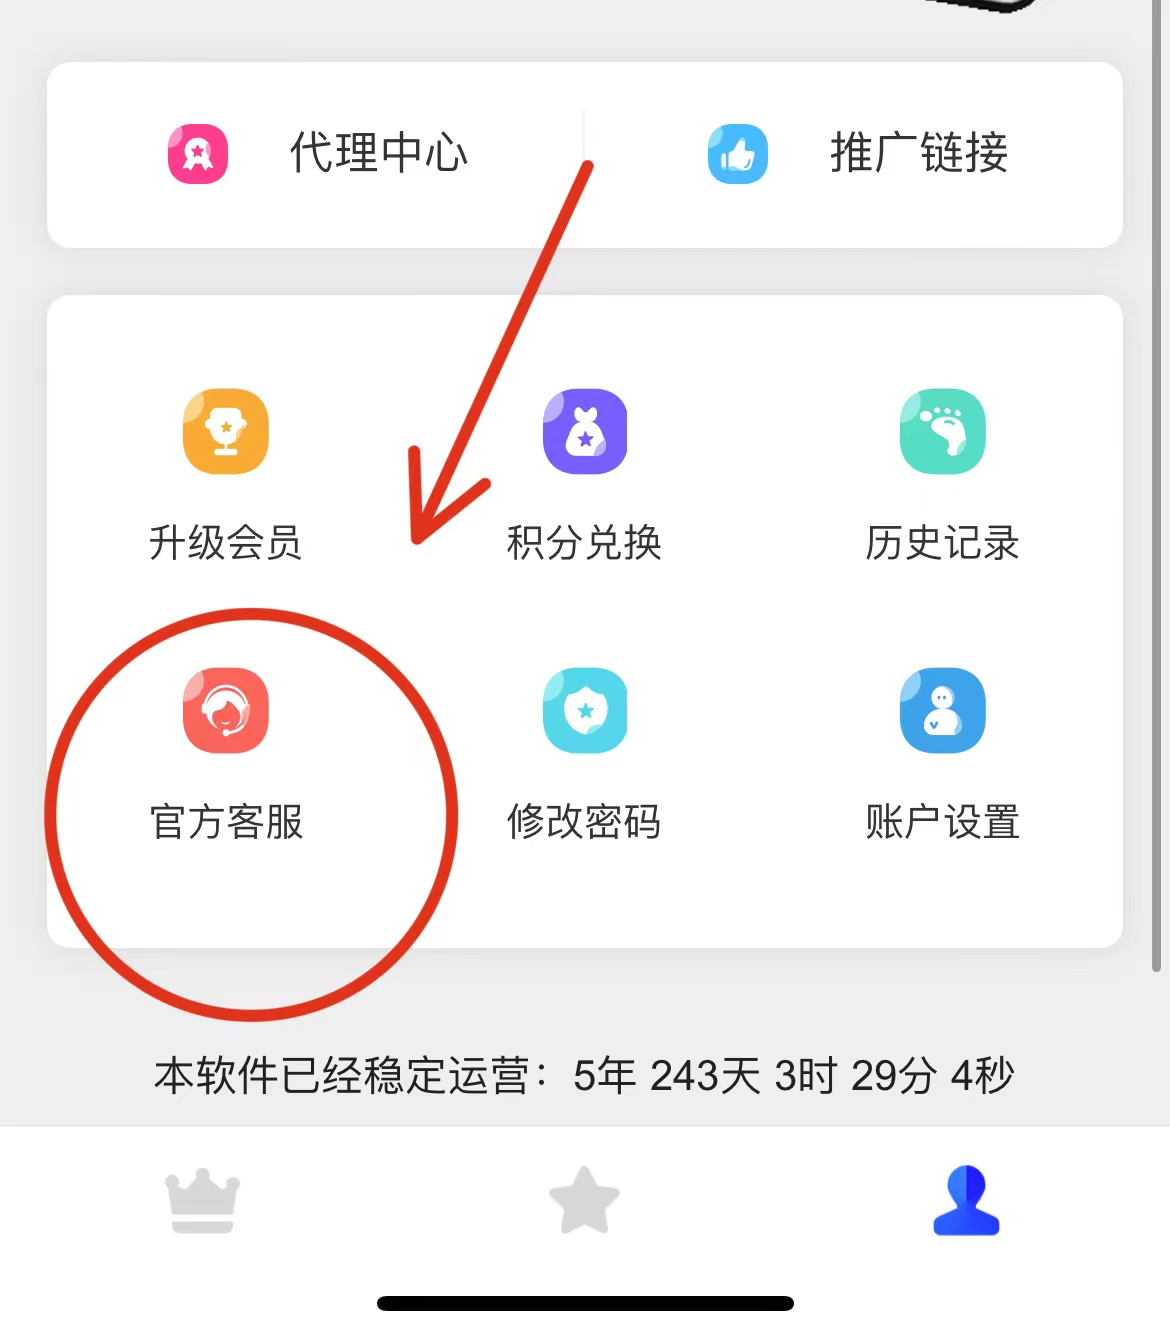 代理中心 推广链接
升级会员 积分兑换 历史记录
官方客服 修改密码 账户设置
本软件已经稳定运营：5年 243天 3时 29分 4秒